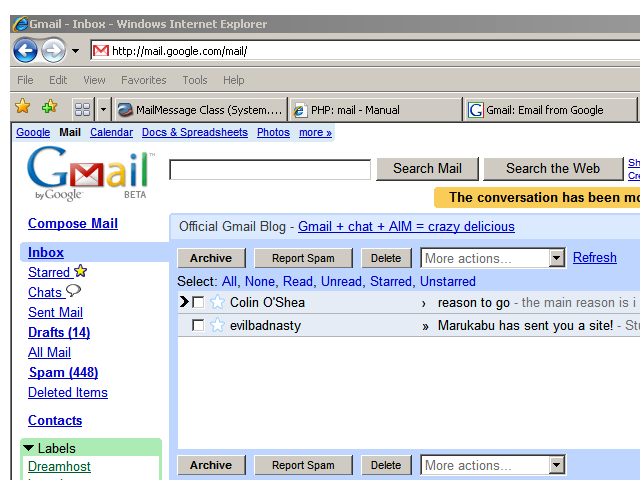 Gmail - Inbox - Windows Internet Explorer
http://mail.google.com/mail/
File Edit View Favorites Tools Help
MailMessage Class (System.... PHP: mail - Manual Gmail: Email from Google
Google Mail Calendar Docs & Spreadsheets Photos more »
Gmail™
by Google BETA
Search Mail Search the Web
The conversation has been mo
Compose Mail
Official Gmail Blog - Gmail + chat + AIM = crazy delicious
Inbox
Archive Report Spam Delete More actions... Refresh
Starred
Select: All, None, Read, Unread, Starred, Unstarred
Chats
Colin O'Shea › reason to go - the main reason is i
Sent Mail
evilbadnasty » Marukabu has sent you a site! - Stu
Drafts (14)
All Mail
Spam (448)
Deleted Items
Contacts
Labels
Dreamhost
Archive Report Spam Delete More actions...